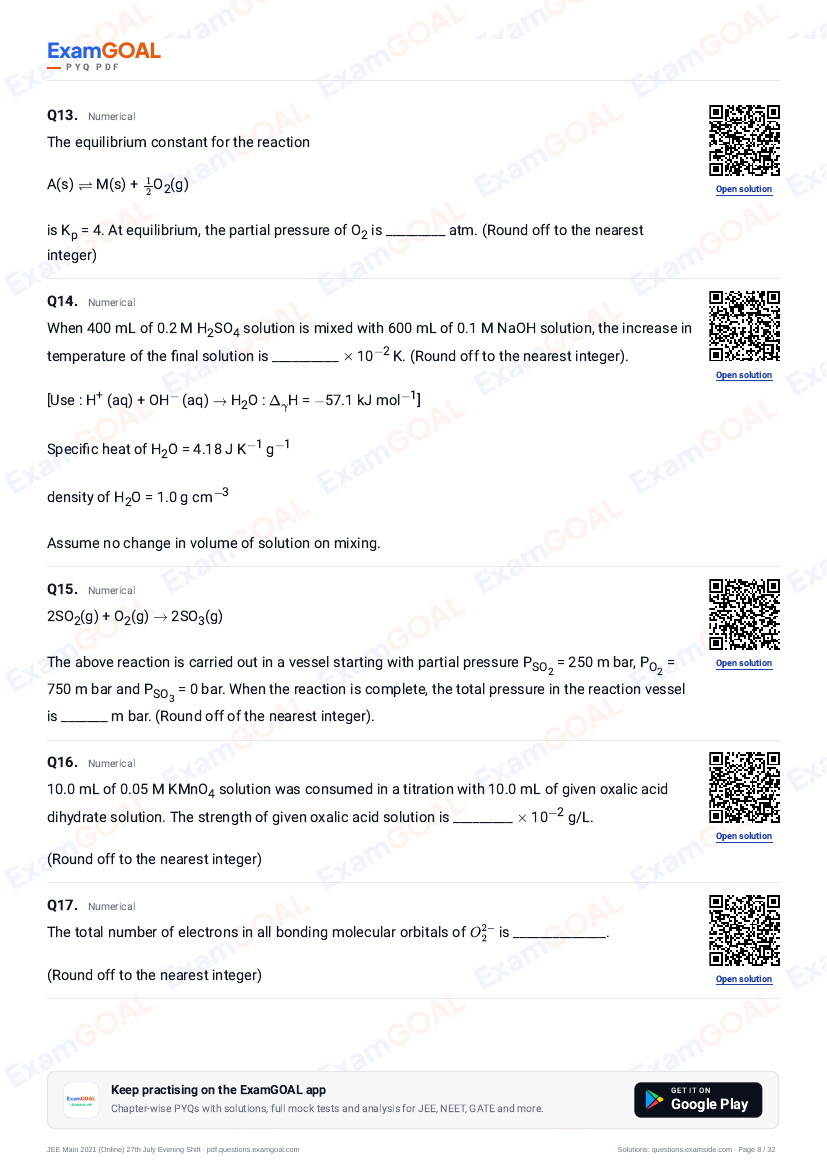 ExamGOAL
PYQ PDF
Q13. Numerical
The equilibrium constant for the reaction
Open solution
A(s) ⇌ M(s) + 1/2 O₂(g)
is Kp = 4. At equilibrium, the partial pressure of O₂ is _________ atm. (Round off to the nearest
integer)
Q14. Numerical
When 400 mL of 0.2 M H₂SO₄ solution is mixed with 600 mL of 0.1 M NaOH solution, the increase in
temperature of the final solution is __________ × 10⁻² K. (Round off to the nearest integer).
Open solution
[Use : H⁺ (aq) + OH⁻ (aq) → H₂O : ΔᵧH = −57.1 kJ mol⁻¹]
Specific heat of H₂O = 4.18 J K⁻¹ g⁻¹
density of H₂O = 1.0 g cm⁻³
Assume no change in volume of solution on mixing.
Q15. Numerical
2SO₂(g) + O₂(g) → 2SO₃(g)
Open solution
The above reaction is carried out in a vessel starting with partial pressure P_SO₂ = 250 m bar, P_O₂ =
750 m bar and P_SO₃ = 0 bar. When the reaction is complete, the total pressure in the reaction vessel
is _______ m bar. (Round off of the nearest integer).
Q16. Numerical
10.0 mL of 0.05 M KMnO₄ solution was consumed in a titration with 10.0 mL of given oxalic acid
dihydrate solution. The strength of given oxalic acid solution is _________ × 10⁻² g/L.
Open solution
(Round off to the nearest integer)
Q17. Numerical
The total number of electrons in all bonding molecular orbitals of O₂²⁻ is ______________.
(Round off to the nearest integer)
Open solution
Keep practising on the ExamGOAL app
Chapter-wise PYQs with solutions, full mock tests and analysis for JEE, NEET, GATE and more.
GET IT ON
Google Play
JEE Main 2021 (Online) 27th July Evening Shift · pdf.questions.examgoal.com
Solutions: questions.examside.com · Page 8 / 32